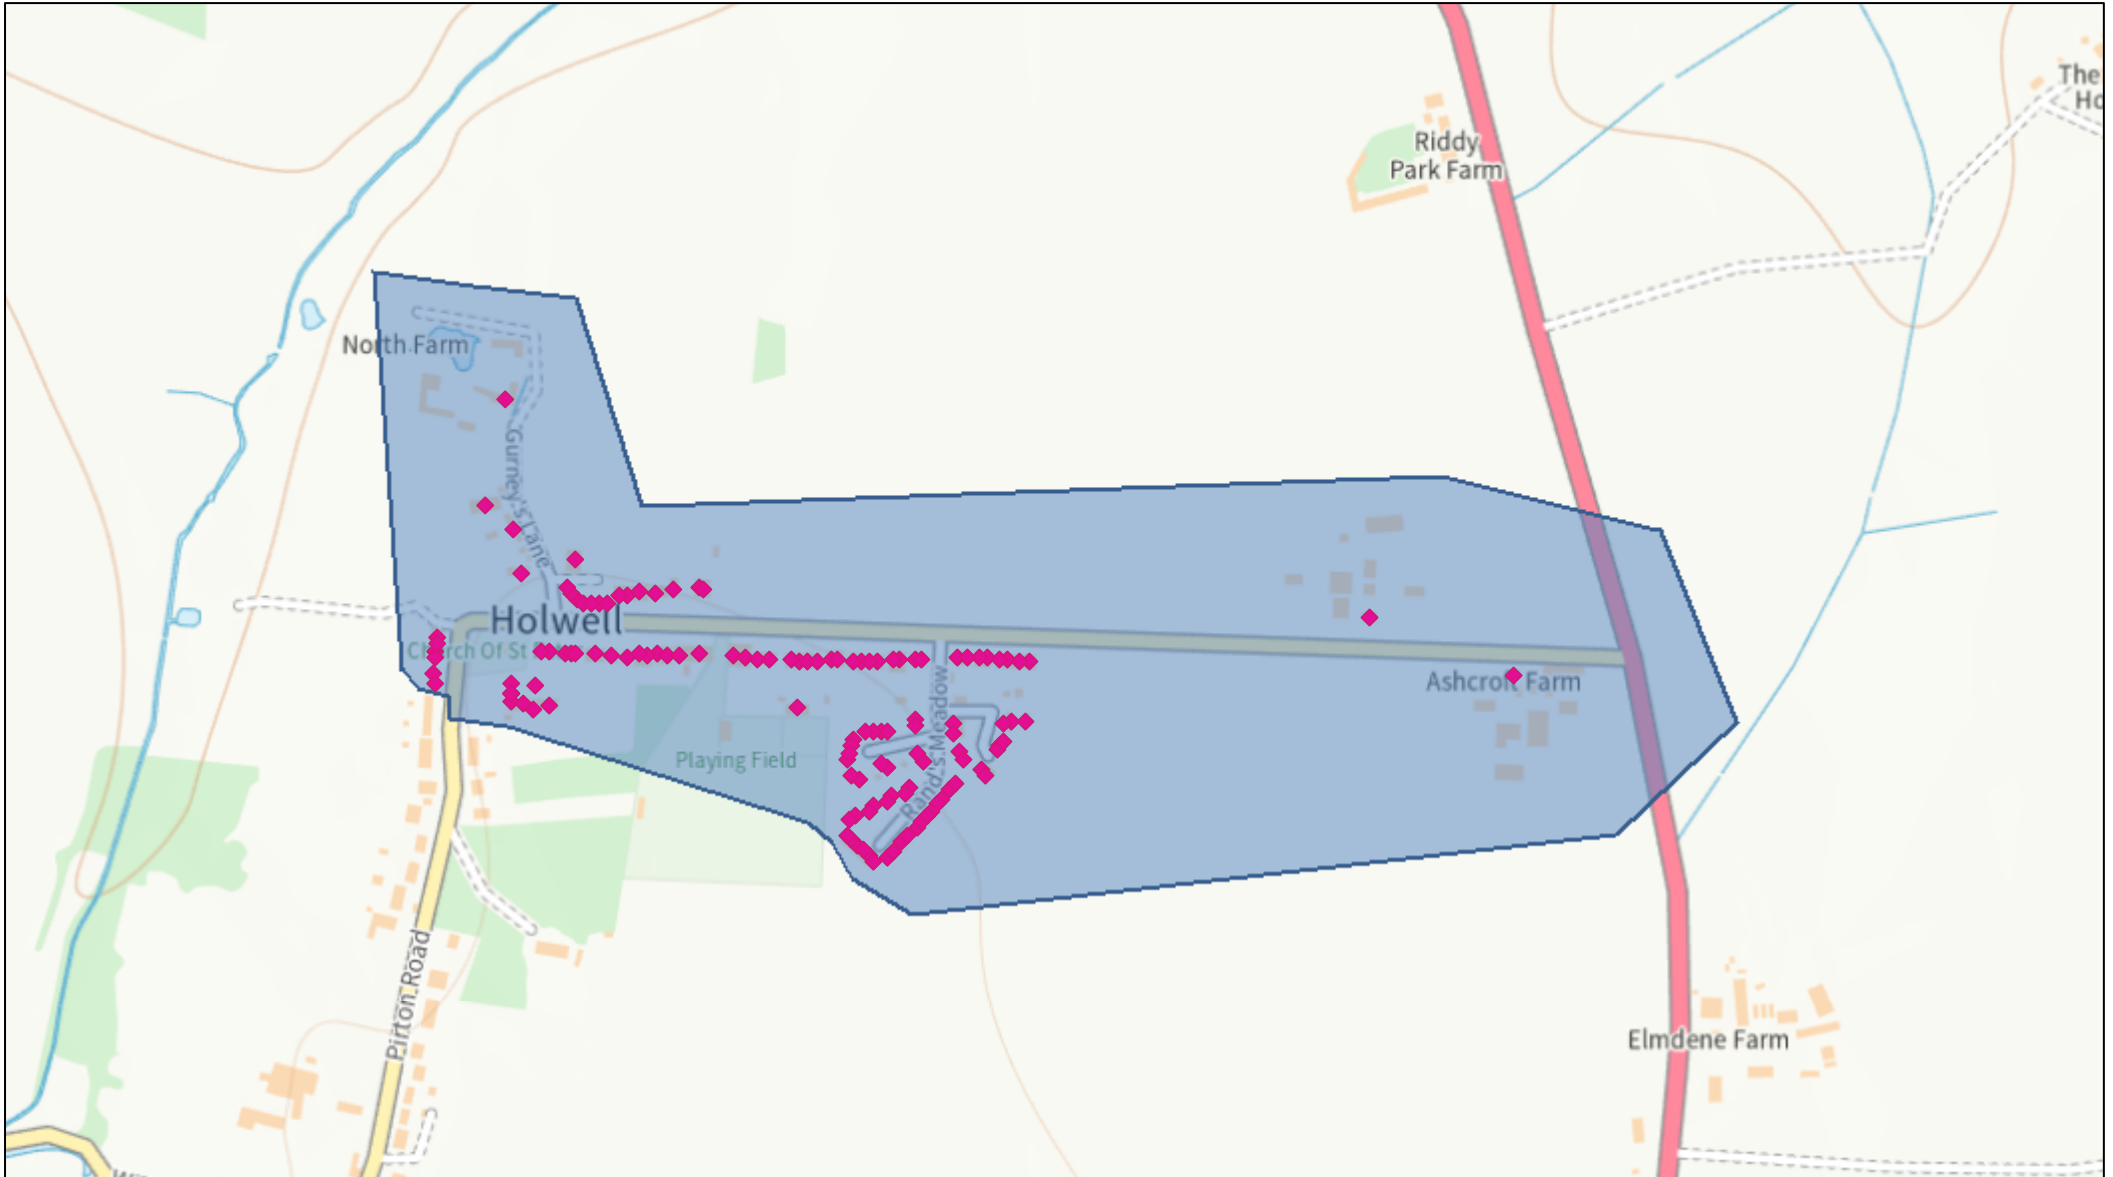 The
Ho
Riddy
Park Farm
North Farm
Gurney's Lane
Holwell
Church Of St
Ashcroft Farm
Rand's Meadow
Playing Field
Pirton Road
Elmdene Farm